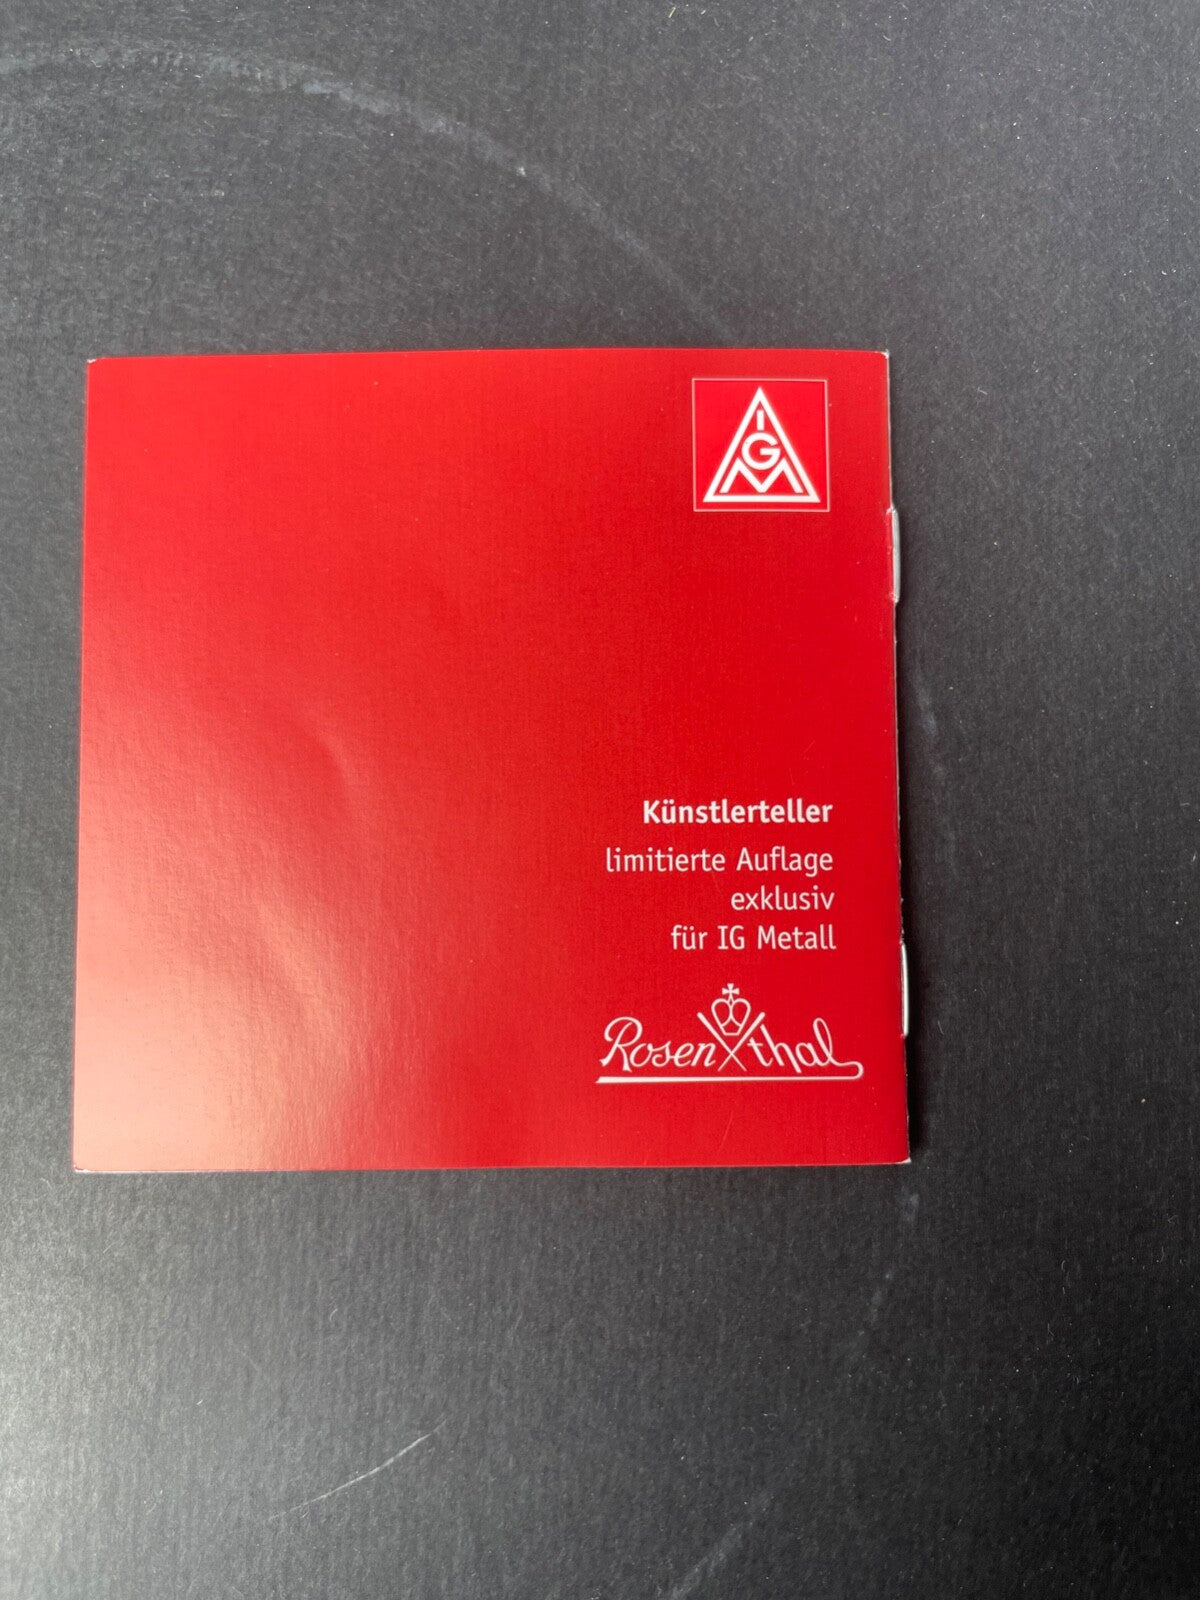 IGM
Künstlerteller
limitierte Auflage
exklusiv
für IG Metall
Rosenthal